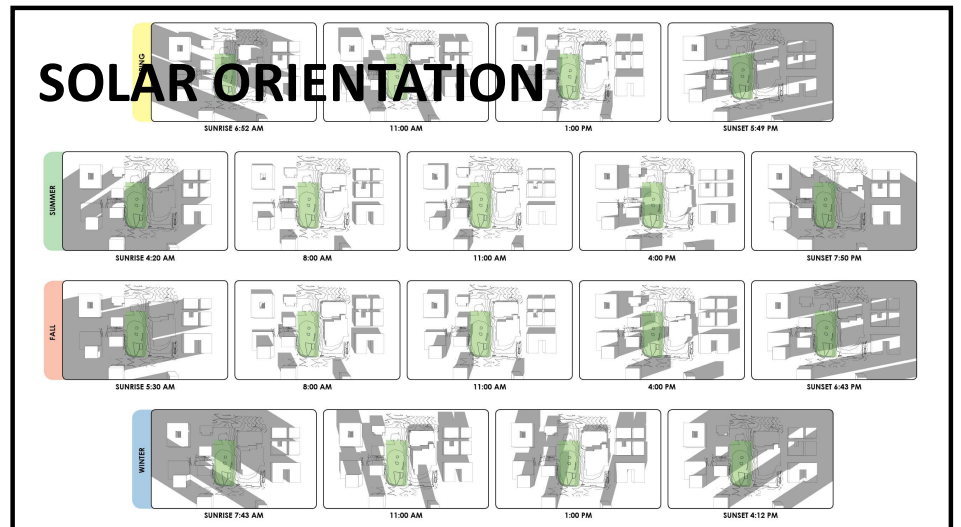 SOLAR ORIENTATION
SUNRISE 6:52 AM
11:00 AM
1:00 PM
SUNSET 5:49 PM
SUMMER
SUNRISE 4:20 AM
8:00 AM
11:00 AM
4:00 PM
SUNSET 7:50 PM
FALL
SUNRISE 5:30 AM
8:00 AM
11:00 AM
4:00 PM
SUNSET 6:43 PM
WINTER
SUNRISE 7:43 AM
11:00 AM
1:00 PM
SUNSET 4:12 PM